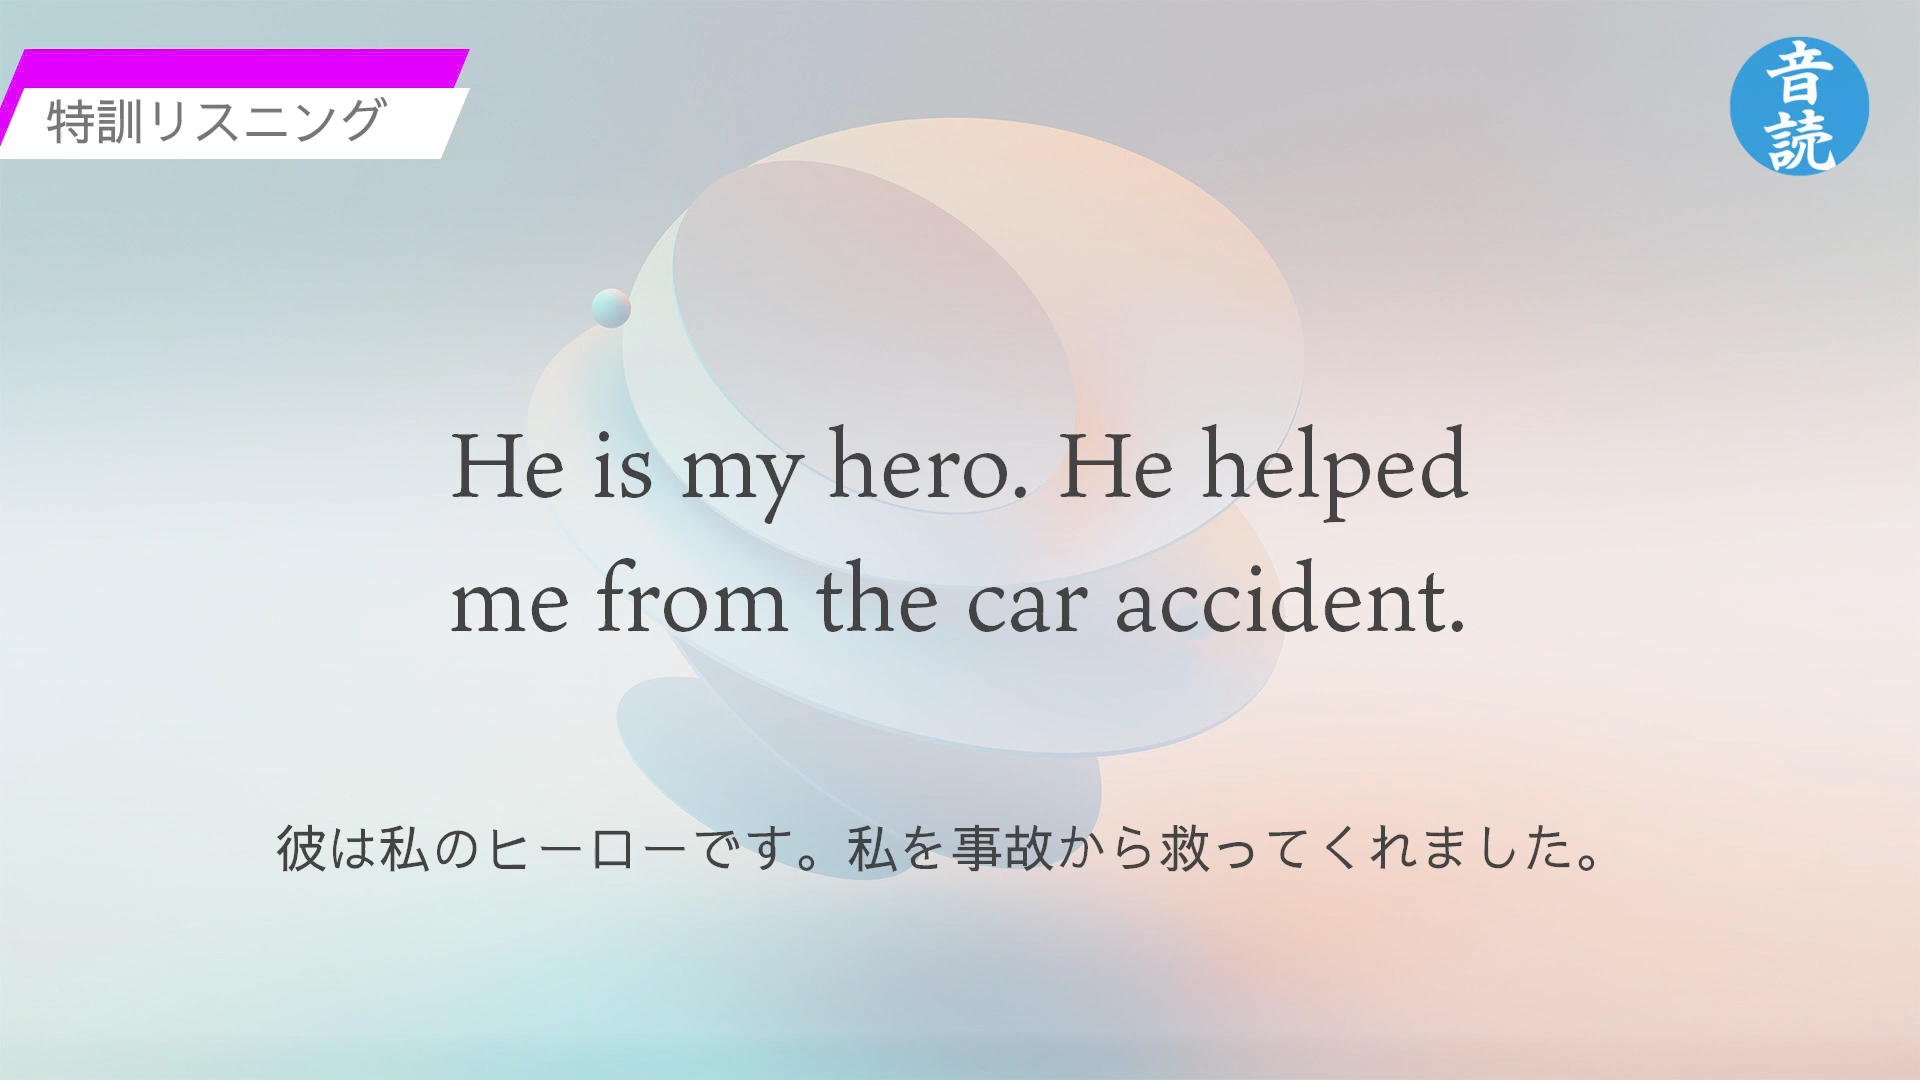 特訓リスニング
音
読
He is my hero. He helped
me from the car accident.
彼は私のヒーローです。私を事故から救ってくれました。